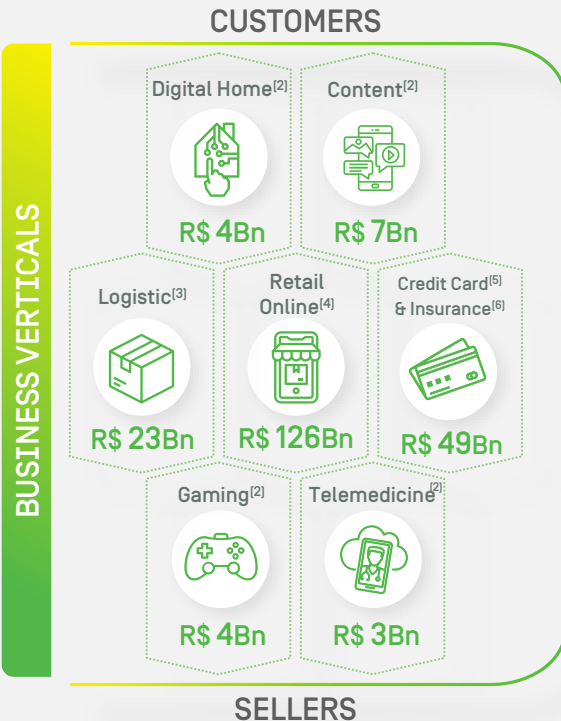 CUSTOMERS
BUSINESS VERTICALS
Digital Home[2]
R$ 4Bn
Content[2]
R$ 7Bn
Logistic[3]
R$ 23Bn
Retail
Online[4]
R$ 126Bn
Credit Card[5]
& Insurance[6]
R$ 49Bn
Gaming[2]
R$ 4Bn
Telemedicine[2]
R$ 3Bn
SELLERS